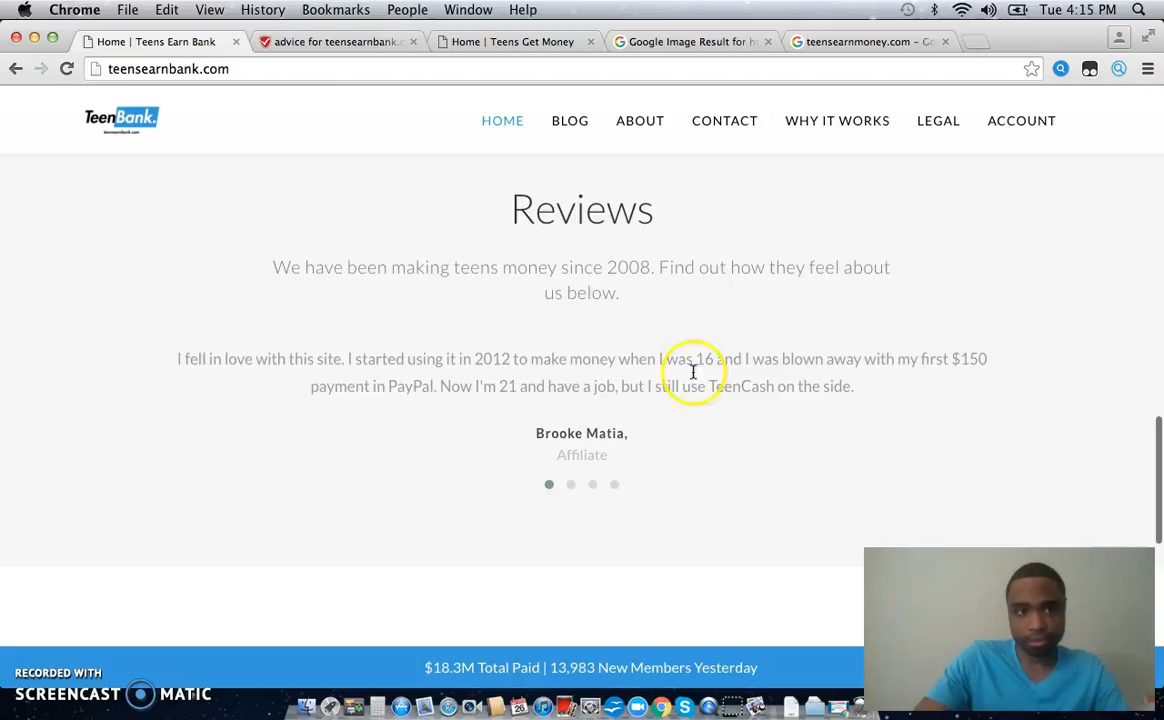 Chrome File Edit View History Bookmarks People Window Help Tue 4:15 PM
Home | Teens Earn Bank advice for teensearnbank.c Home | Teens Get Money Google Image Result for h teensearnmoney.com – Go
teensearnbank.com
TeenBank.
teensearnbank.com
HOME BLOG ABOUT CONTACT WHY IT WORKS LEGAL ACCOUNT
Reviews
We have been making teens money since 2008. Find out how they feel about
us below.
I fell in love with this site. I started using it in 2012 to make money when I was 16 and I was blown away with my first $150
payment in PayPal. Now I'm 21 and have a job, but I still use TeenCash on the side.
Brooke Matia,
Affiliate
$18.3M Total Paid | 13,983 New Members Yesterday
RECORDED WITH
SCREENCAST MATIC
26